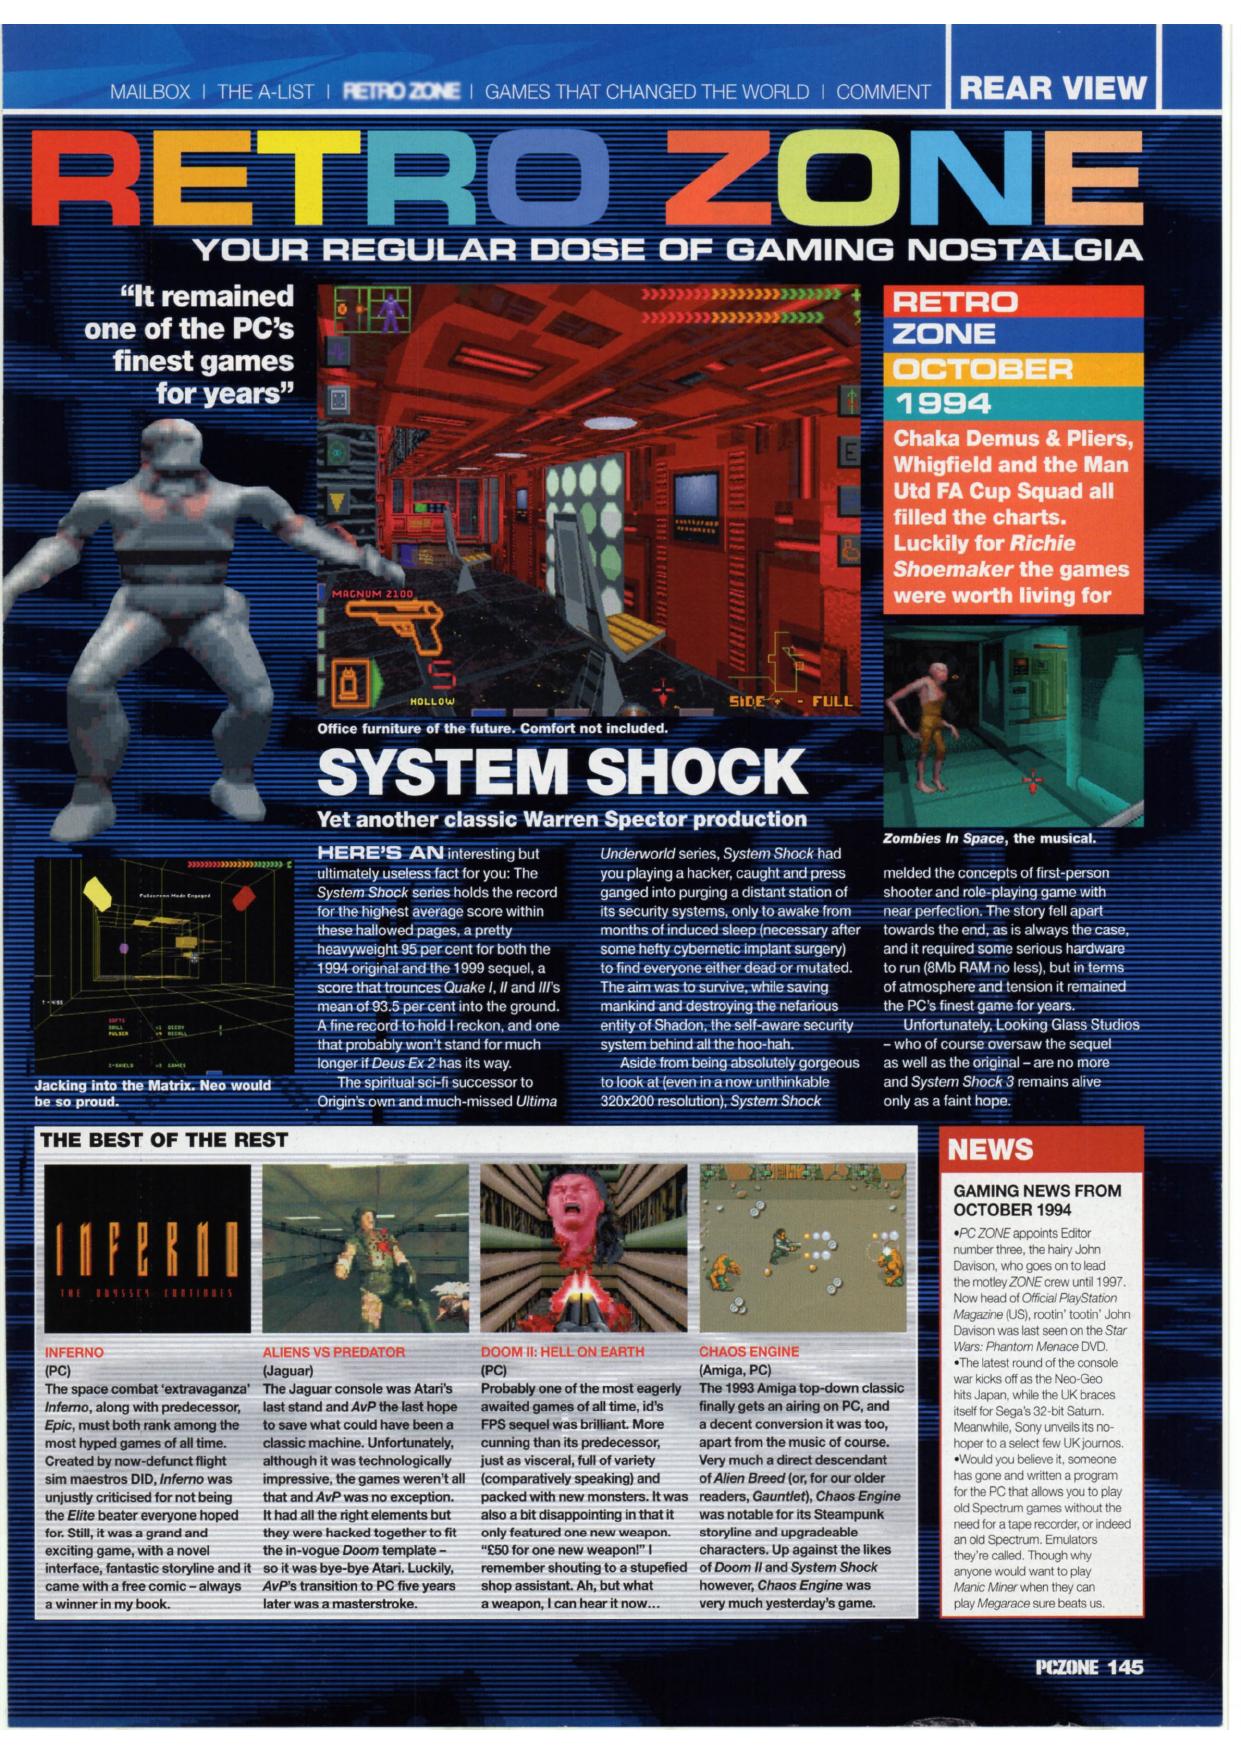 MAILBOX | THE A-LIST | RETRO ZONE | GAMES THAT CHANGED THE WORLD | COMMENT
REAR VIEW
RETRO ZONE
YOUR REGULAR DOSE OF GAMING NOSTALGIA
“It remained
one of the PC’s
finest games
for years”
MAGNUM 2100
HOLLOW
SIDE + - FULL
Office furniture of the future. Comfort not included.
RETRO
ZONE
OCTOBER
1994
Chaka Demus & Pliers,
Whigfield and the Man
Utd FA Cup Squad all
filled the charts.
Luckily for Richie
Shoemaker the games
were worth living for
Zombies In Space, the musical.
SYSTEM SHOCK
Yet another classic Warren Spector production
Fullscreen Mode Engaged
Jacking into the Matrix. Neo would
be so proud.
HERE’S AN interesting but
ultimately useless fact for you: The
System Shock series holds the record
for the highest average score within
these hallowed pages, a pretty
heavyweight 95 per cent for both the
1994 original and the 1999 sequel, a
score that trounces Quake I, II and III’s
mean of 93.5 per cent into the ground.
A fine record to hold I reckon, and one
that probably won’t stand for much
longer if Deus Ex 2 has its way.
The spiritual sci-fi successor to
Origin’s own and much-missed Ultima
Underworld series, System Shock had
you playing a hacker, caught and press
ganged into purging a distant station of
its security systems, only to awake from
months of induced sleep (necessary after
some hefty cybernetic implant surgery)
to find everyone either dead or mutated.
The aim was to survive, while saving
mankind and destroying the nefarious
entity of Shadon, the self-aware security
system behind all the hoo-hah.
Aside from being absolutely gorgeous
to look at (even in a now unthinkable
320x200 resolution), System Shock
melded the concepts of first-person
shooter and role-playing game with
near perfection. The story fell apart
towards the end, as is always the case,
and it required some serious hardware
to run (8Mb RAM no less), but in terms
of atmosphere and tension it remained
the PC’s finest game for years.
Unfortunately, Looking Glass Studios
– who of course oversaw the sequel
as well as the original – are no more
and System Shock 3 remains alive
only as a faint hope.
THE BEST OF THE REST
INFERNO
THE ODYSSEY CONTINUES
INFERNO
(PC)
The space combat ‘extravaganza’
Inferno, along with predecessor,
Epic, must both rank among the
most hyped games of all time.
Created by now-defunct flight
sim maestros DID, Inferno was
unjustly criticised for not being
the Elite beater everyone hoped
for. Still, it was a grand and
exciting game, with a novel
interface, fantastic storyline and it
came with a free comic – always
a winner in my book.
ALIENS VS PREDATOR
(Jaguar)
The Jaguar console was Atari’s
last stand and AvP the last hope
to save what could have been a
classic machine. Unfortunately,
although it was technologically
impressive, the games weren’t all
that and AvP was no exception.
It had all the right elements but
they were hacked together to fit
the in-vogue Doom template –
so it was bye-bye Atari. Luckily,
AvP’s transition to PC five years
later was a masterstroke.
DOOM II: HELL ON EARTH
(PC)
Probably one of the most eagerly
awaited games of all time, id’s
FPS sequel was brilliant. More
cunning than its predecessor,
just as visceral, full of variety
(comparatively speaking) and
packed with new monsters. It was
also a bit disappointing in that it
only featured one new weapon.
“£50 for one new weapon!” I
remember shouting to a stupefied
shop assistant. Ah, but what
a weapon, I can hear it now...
CHAOS ENGINE
(Amiga, PC)
The 1993 Amiga top-down classic
finally gets an airing on PC, and
a decent conversion it was too,
apart from the music of course.
Very much a direct descendant
of Alien Breed (or, for our older
readers, Gauntlet), Chaos Engine
was notable for its Steampunk
storyline and upgradeable
characters. Up against the likes
of Doom II and System Shock
however, Chaos Engine was
very much yesterday’s game.
NEWS
GAMING NEWS FROM
OCTOBER 1994
•PC ZONE appoints Editor
number three, the hairy John
Davison, who goes on to lead
the motley ZONE crew until 1997.
Now head of Official PlayStation
Magazine (US), rootin’ tootin’ John
Davison was last seen on the Star
Wars: Phantom Menace DVD.
•The latest round of the console
war kicks off as the Neo-Geo
hits Japan, while the UK braces
itself for Sega’s 32-bit Saturn.
Meanwhile, Sony unveils its no-
hoper to a select few UK journos.
•Would you believe it, someone
has gone and written a program
for the PC that allows you to play
old Spectrum games without the
need for a tape recorder, or indeed
an old Spectrum. Emulators
they’re called. Though why
anyone would want to play
Manic Miner when they can
play Megarace sure beats us.
PCZONE 145